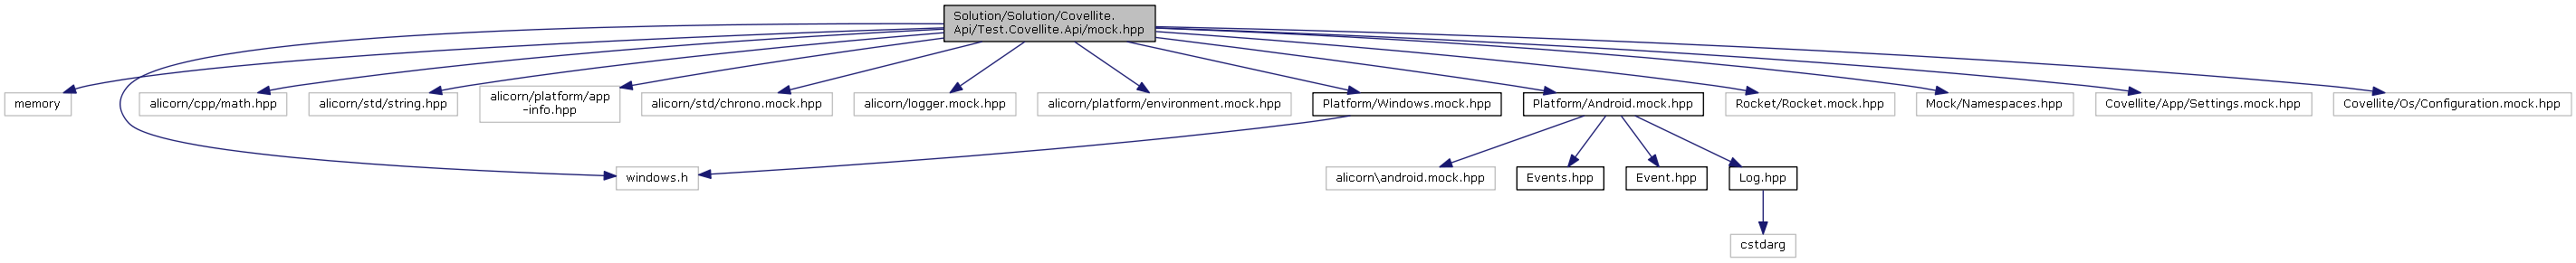 Solution/Solution/Covellite.
Api/Test.Covellite.Api/mock.hpp
memory
alicorn/cpp/math.hpp
alicorn/std/string.hpp
alicorn/platform/app
-info.hpp
alicorn/std/chrono.mock.hpp
alicorn/logger.mock.hpp
alicorn/platform/environment.mock.hpp
Platform/Windows.mock.hpp
Platform/Android.mock.hpp
Rocket/Rocket.mock.hpp
Mock/Namespaces.hpp
Covellite/App/Settings.mock.hpp
Covellite/Os/Configuration.mock.hpp
windows.h
alicorn\android.mock.hpp
Events.hpp
Event.hpp
Log.hpp
cstdarg